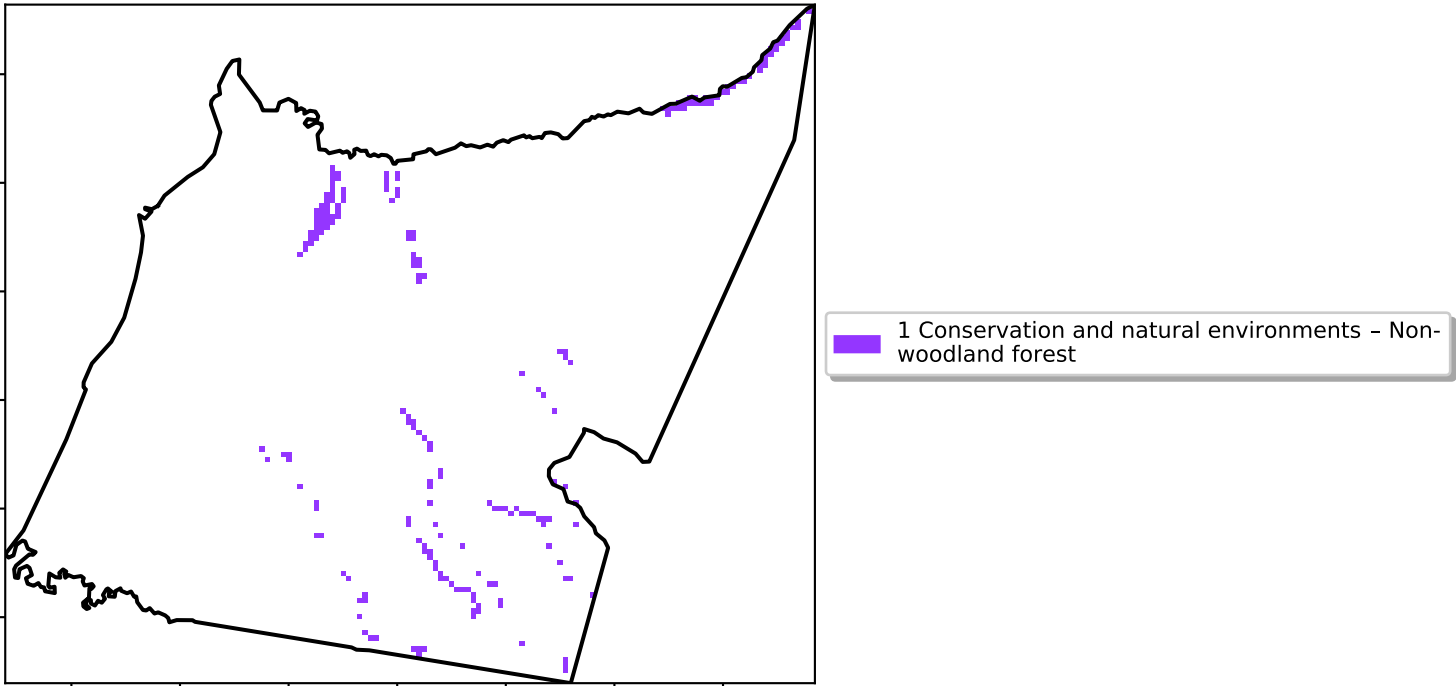 1 Conservation and natural environments – Non-
woodland forest